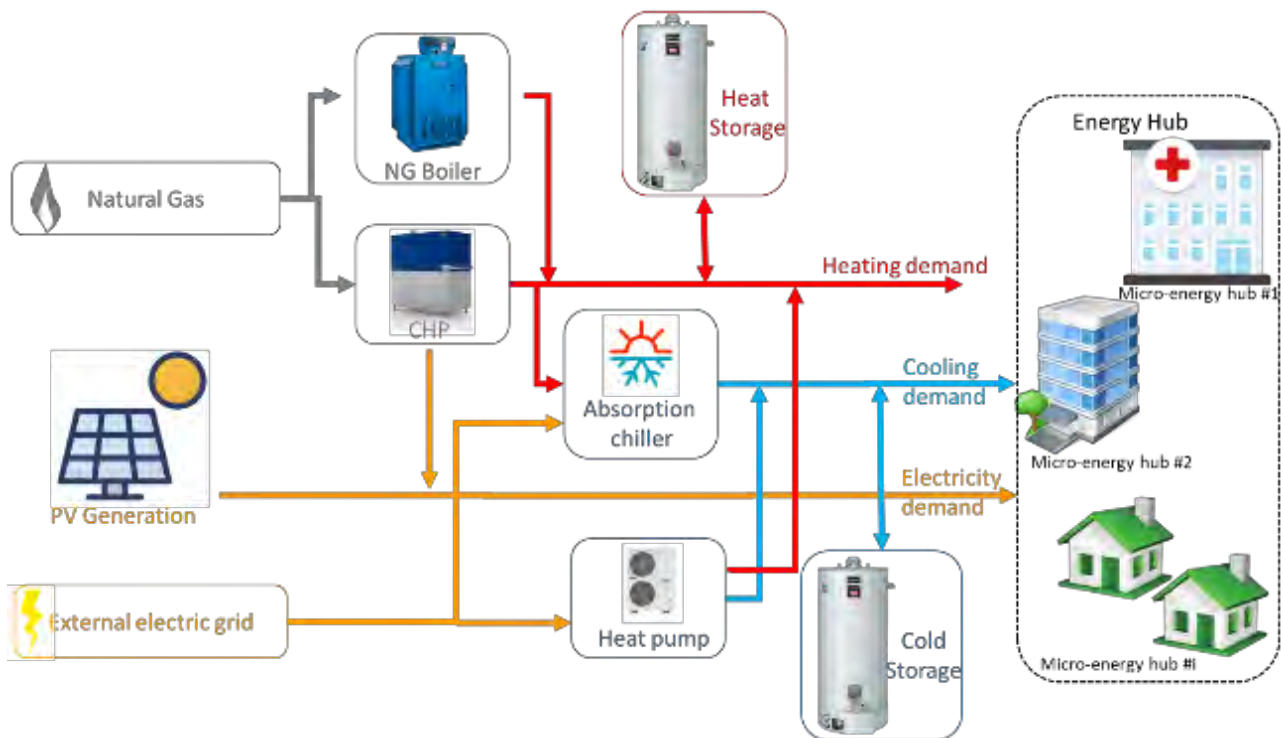 Natural Gas
NG Boiler
CHP
Heat
Storage
Energy Hub
Heating demand
Micro-energy hub #1
Absorption
chiller
Cooling
demand
Micro-energy hub #2
PV Generation
Electricity
demand
External electric grid
Heat pump
Cold
Storage
Micro-energy hub #i